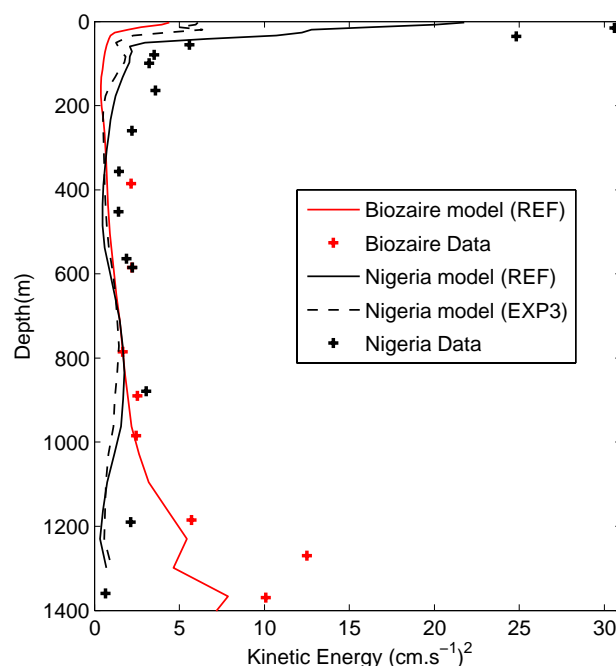 0
200
400
600
800
1000
1200
1400
Depth(m)
Biozaire model (REF)
Biozaire Data
Nigeria model (REF)
Nigeria model (EXP3)
Nigeria Data
0 5 10 15 20 25 30
Kinetic Energy (cm.s⁻¹)²